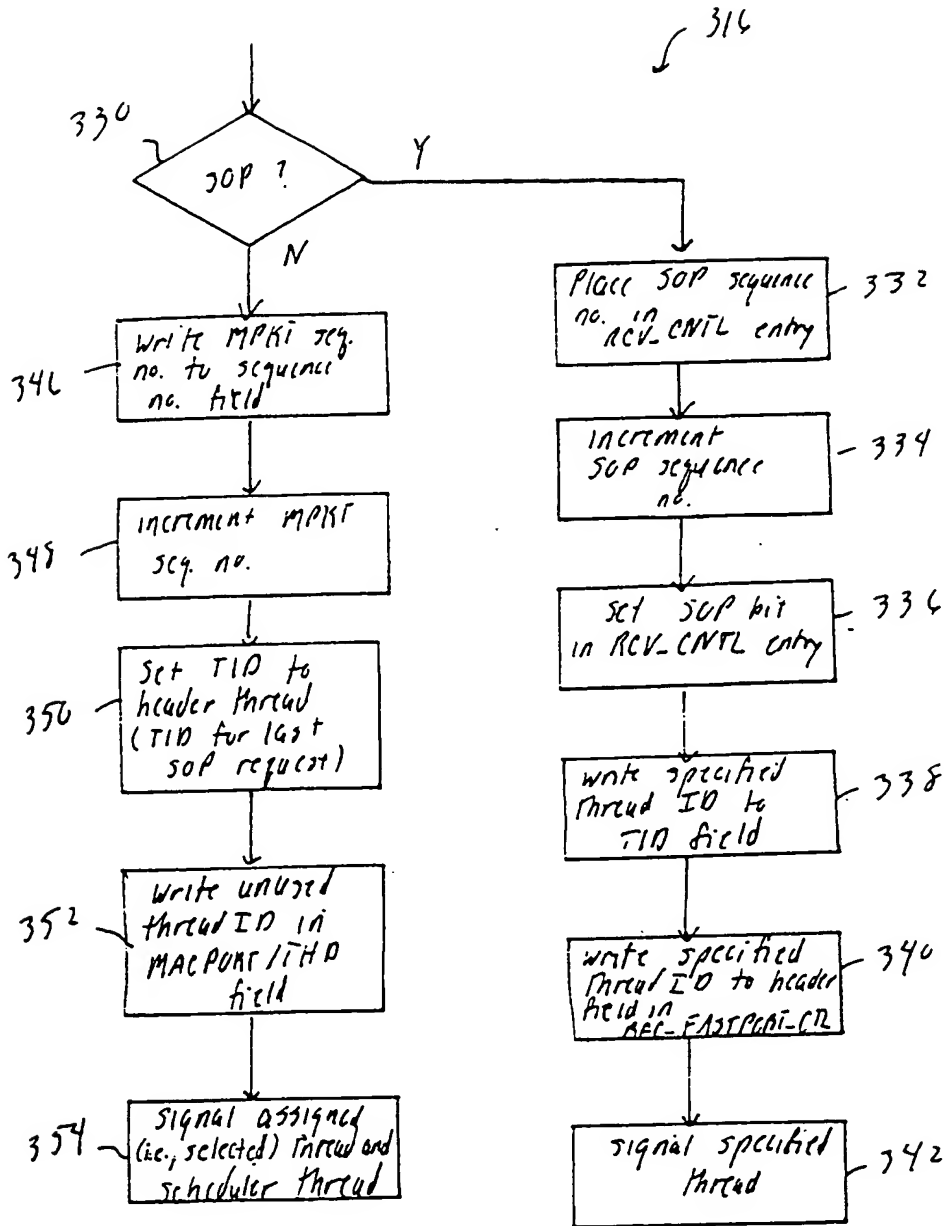 316
330
SOP ?
Y
N
Place SOP sequence
no. in
RCV_CNTL entry
332
Write MPKT seq.
no. to sequence
no. field
346
increment
SOP sequence
no.
334
increment MPKT
seq. no.
348
set SOP bit
in RCV_CNTL entry
336
Set TID to
header thread
(TID for last
SOP request)
350
write specified
thread ID to
TID field
338
Write unused
thread ID in
MACPORT/THD
field
352
write specified
thread ID to header
field in
REC_FASTPORT_CTL
340
signal assigned
(i.e., selected) thread and
scheduler thread
354
signal specified
thread
342